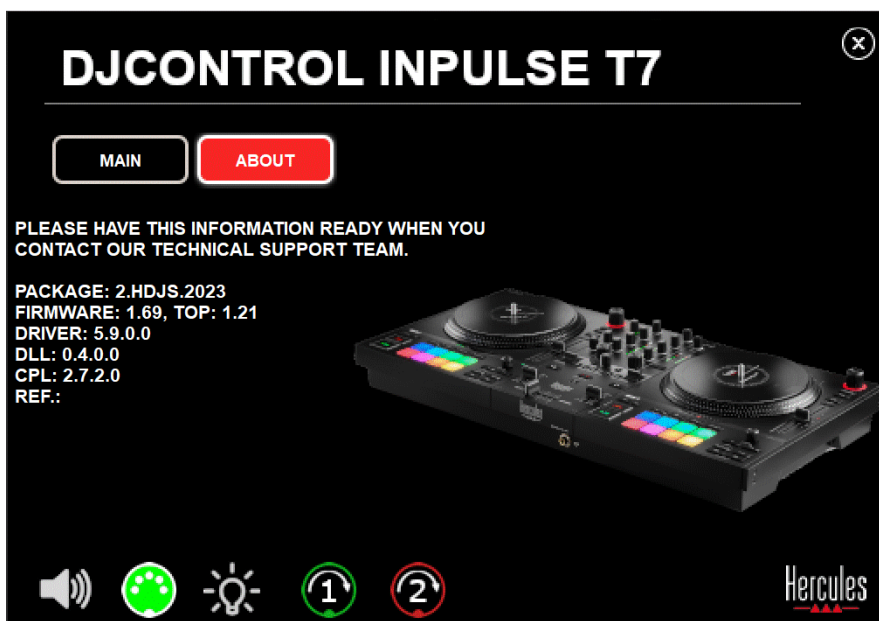 DJCONTROL INPULSE T7
MAIN
ABOUT
PLEASE HAVE THIS INFORMATION READY WHEN YOU
CONTACT OUR TECHNICAL SUPPORT TEAM.
PACKAGE: 2.HDJS.2023
FIRMWARE: 1.69, TOP: 1.21
DRIVER: 5.9.0.0
DLL: 0.4.0.0
CPL: 2.7.2.0
REF.:
1
2
Hercules